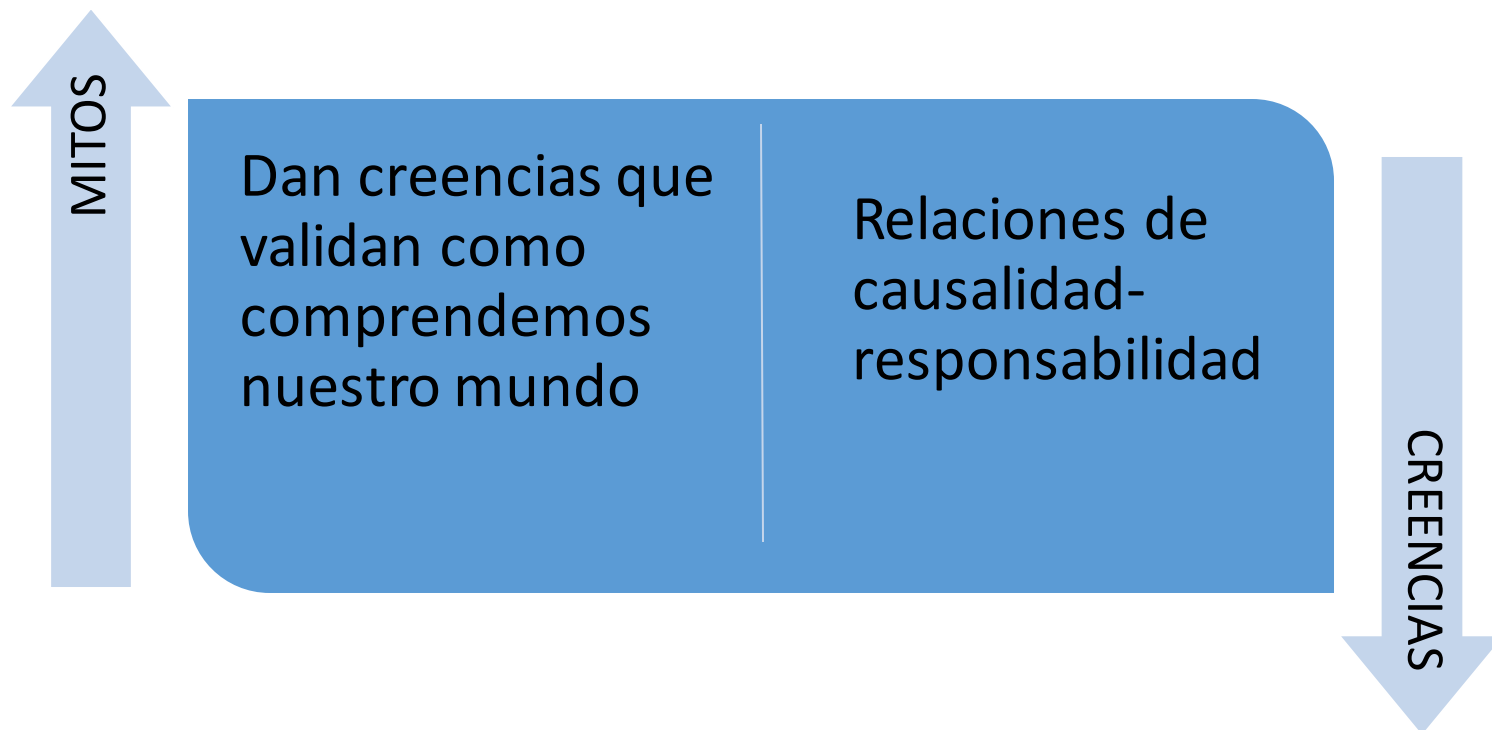 MITOS
Dan creencias que
validan como
comprendemos
nuestro mundo
Relaciones de
causalidad-
responsabilidad
CREENCIAS